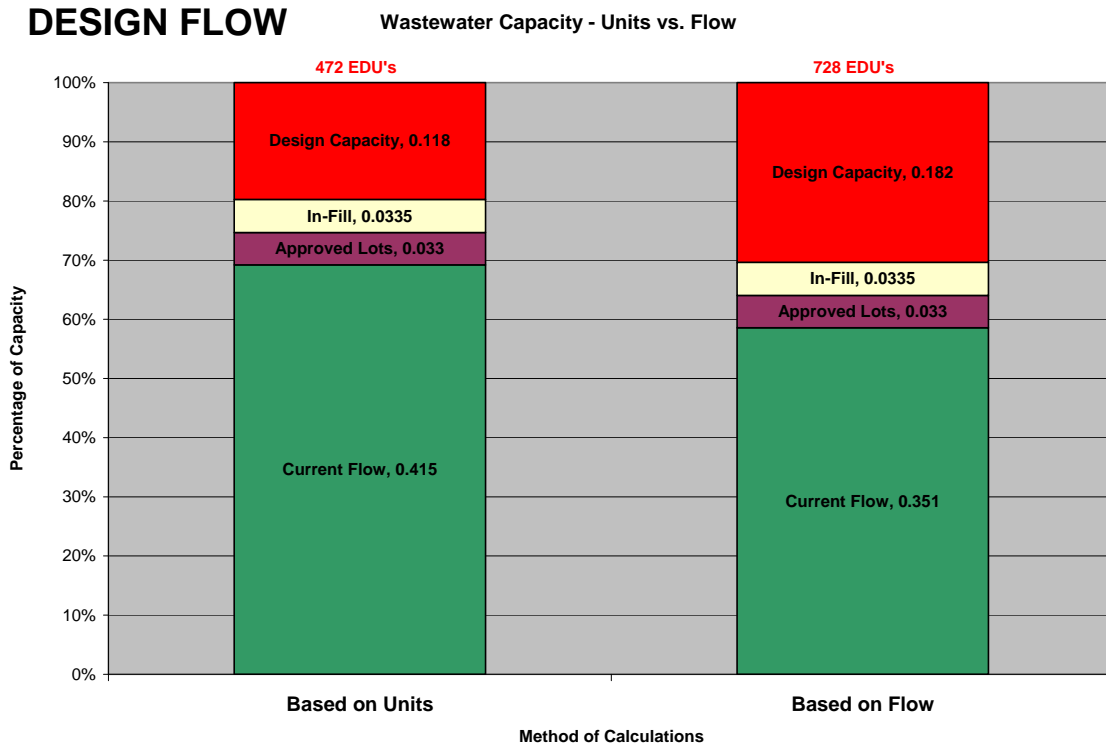 DESIGN FLOW
Wastewater Capacity - Units vs. Flow
472 EDU's
728 EDU's
100%
90%
80%
70%
60%
50%
40%
30%
20%
10%
0%
Percentage of Capacity
Design Capacity, 0.118
In-Fill, 0.0335
Approved Lots, 0.033
Current Flow, 0.415
Design Capacity, 0.182
In-Fill, 0.0335
Approved Lots, 0.033
Current Flow, 0.351
Based on Units
Based on Flow
Method of Calculations